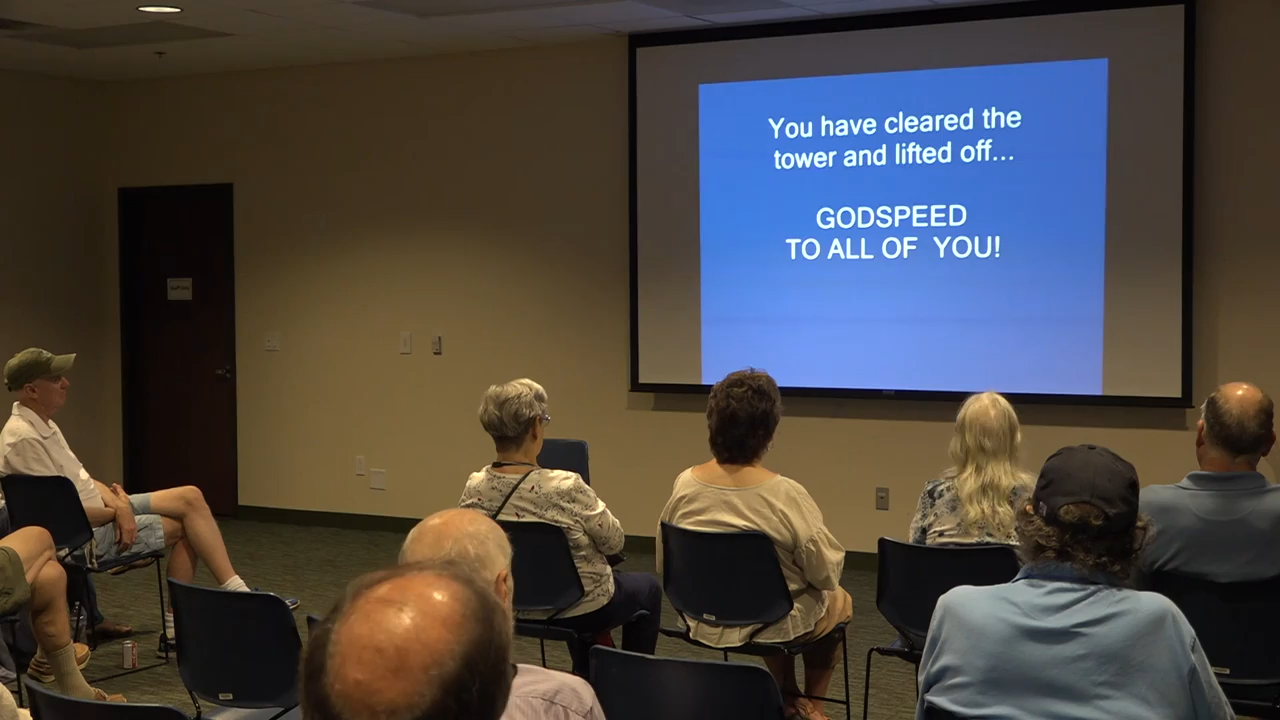 You have cleared the
tower and lifted off...
GODSPEED
TO ALL OF YOU!